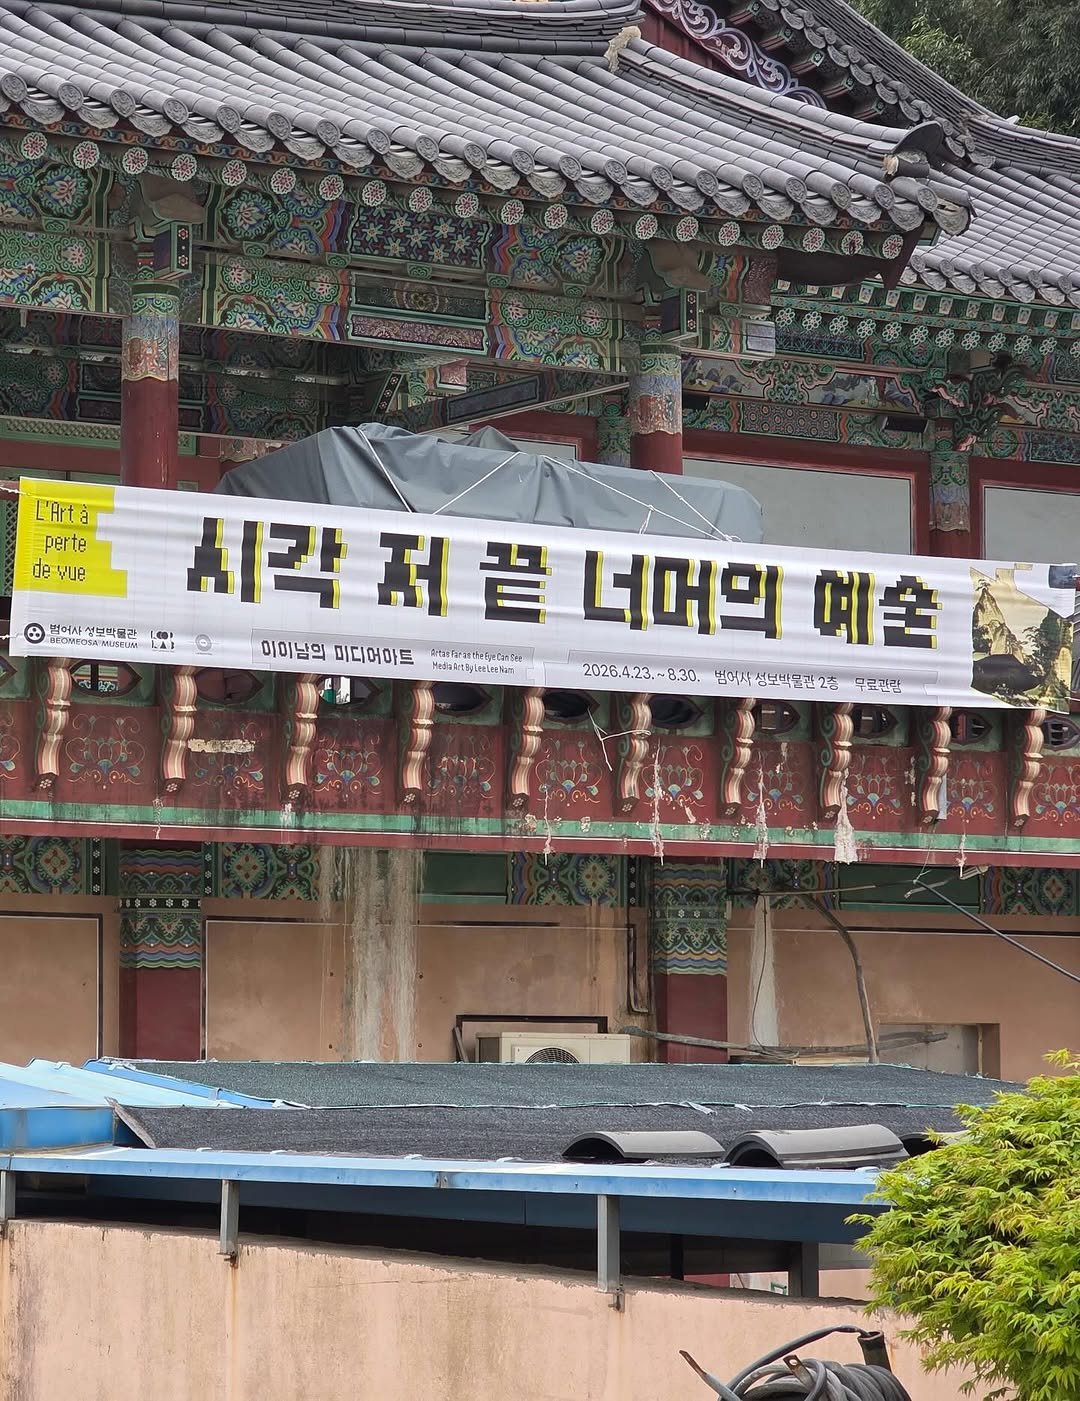 L'Art à
perte
de vue
시각 저 끝 너머의 예술
범어사 성보박물관
BEOMEOSA MUSEUM
LOOP
LAB
이이남의 미디어아트
Art as Far as the Eye Can See
Media Art By Lee Lee Nam
2026.4.23. ~ 8.30. 범어사 성보박물관 2층 무료관람